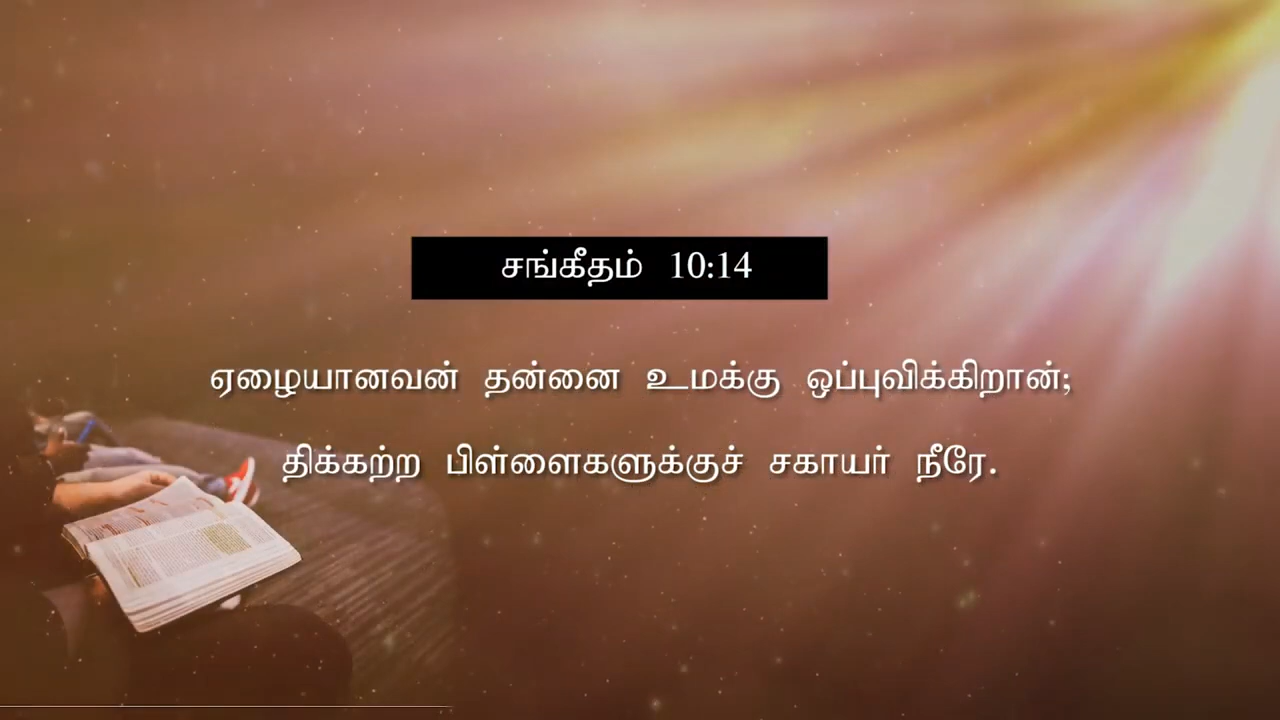 சங்கீதம் 10:14
ஏழையானவன் தன்னை உமக்கு ஒப்புவிக்கிறான்;
திக்கற்ற பிள்ளைகளுக்குச் சகாயர் நீரே.